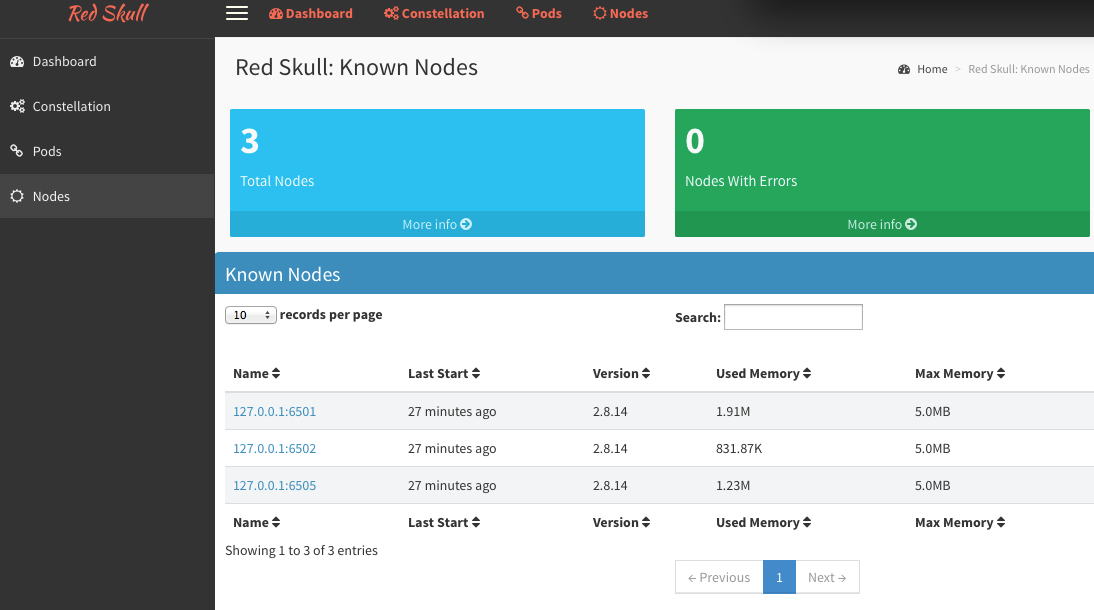 Red Skull
Dashboard Constellation Pods Nodes
Dashboard
Constellation
Pods
Nodes
Red Skull: Known Nodes
Home > Red Skull: Known Nodes
3
Total Nodes
More info
0
Nodes With Errors
More info
Known Nodes
10 records per page
Search:
Name Last Start Version Used Memory Max Memory
127.0.0.1:6501 27 minutes ago 2.8.14 1.91M 5.0MB
127.0.0.1:6502 27 minutes ago 2.8.14 831.87K 5.0MB
127.0.0.1:6505 27 minutes ago 2.8.14 1.23M 5.0MB
Name Last Start Version Used Memory Max Memory
Showing 1 to 3 of 3 entries
← Previous 1 Next →